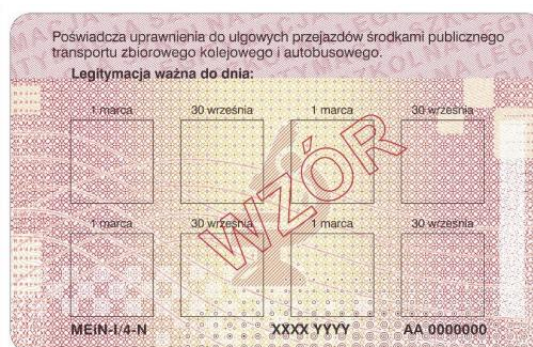 Poświadcza uprawnienia do ulgowych przejazdów środkami publicznego
transportu zbiorowego kolejowego i autobusowego.
Legitymacja ważna do dnia:
1 marca 30 września 1 marca 30 września
WZÓR
1 marca 30 września 1 marca 30 września
MEiN-I/4-N XXXX YYYY AA 0000000